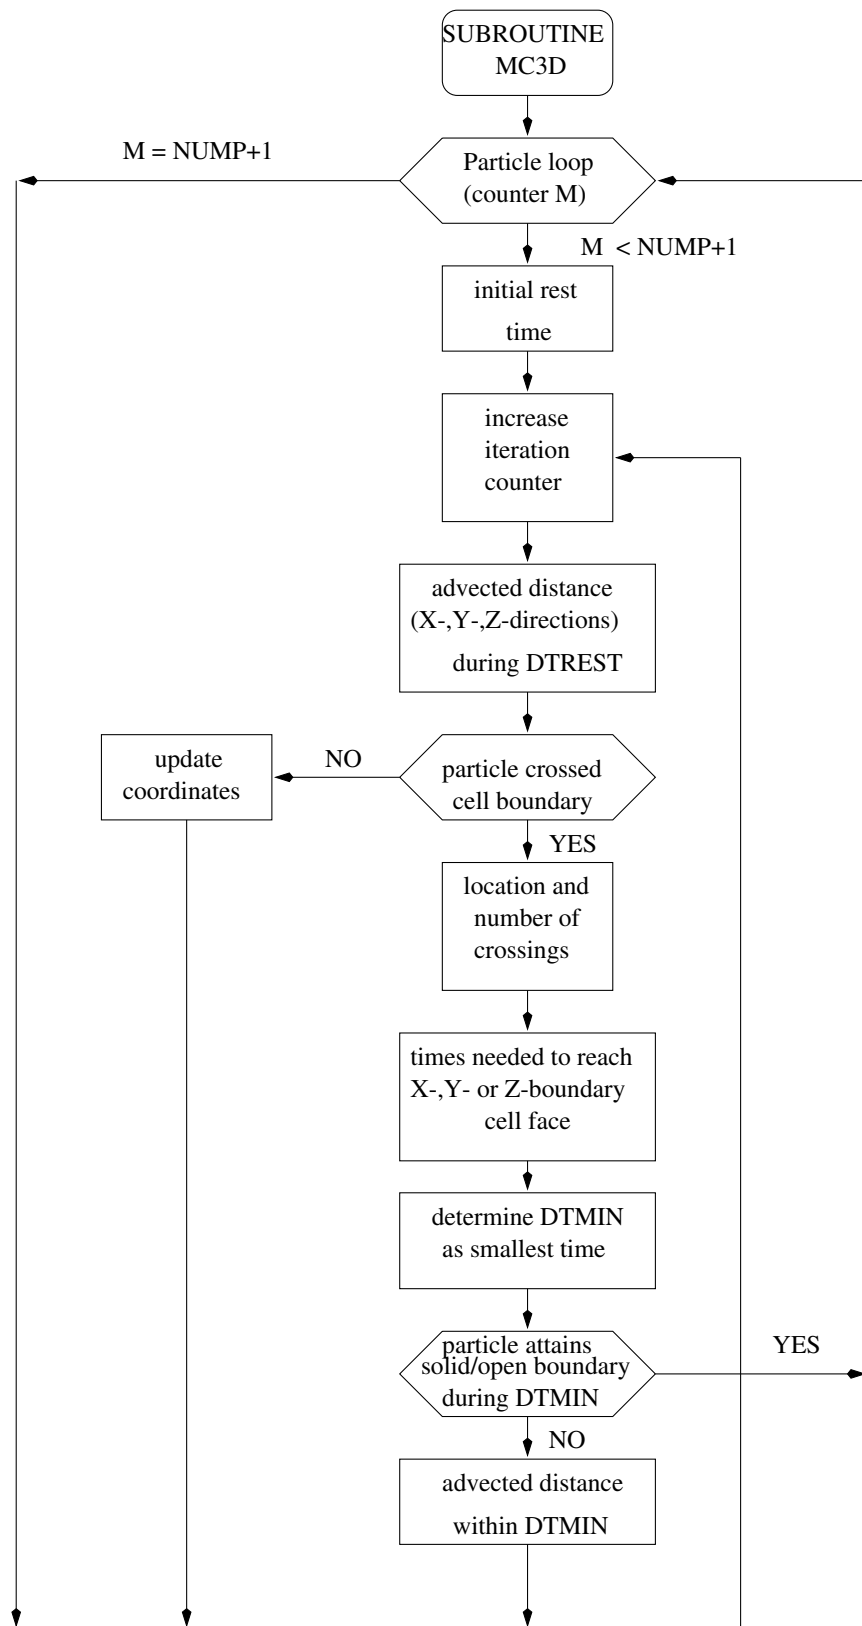 SUBROUTINE
MC3D
M = NUMP+1
Particle loop
(counter M)
M < NUMP+1
initial rest
time
increase
iteration
counter
advected distance
(X-,Y-,Z-directions)
during DTREST
update
coordinates
NO
particle crossed
cell boundary
YES
location and
number of
crossings
times needed to reach
X-,Y- or Z-boundary
cell face
determine DTMIN
as smallest time
particle attains
solid/open boundary
during DTMIN
YES
NO
advected distance
within DTMIN